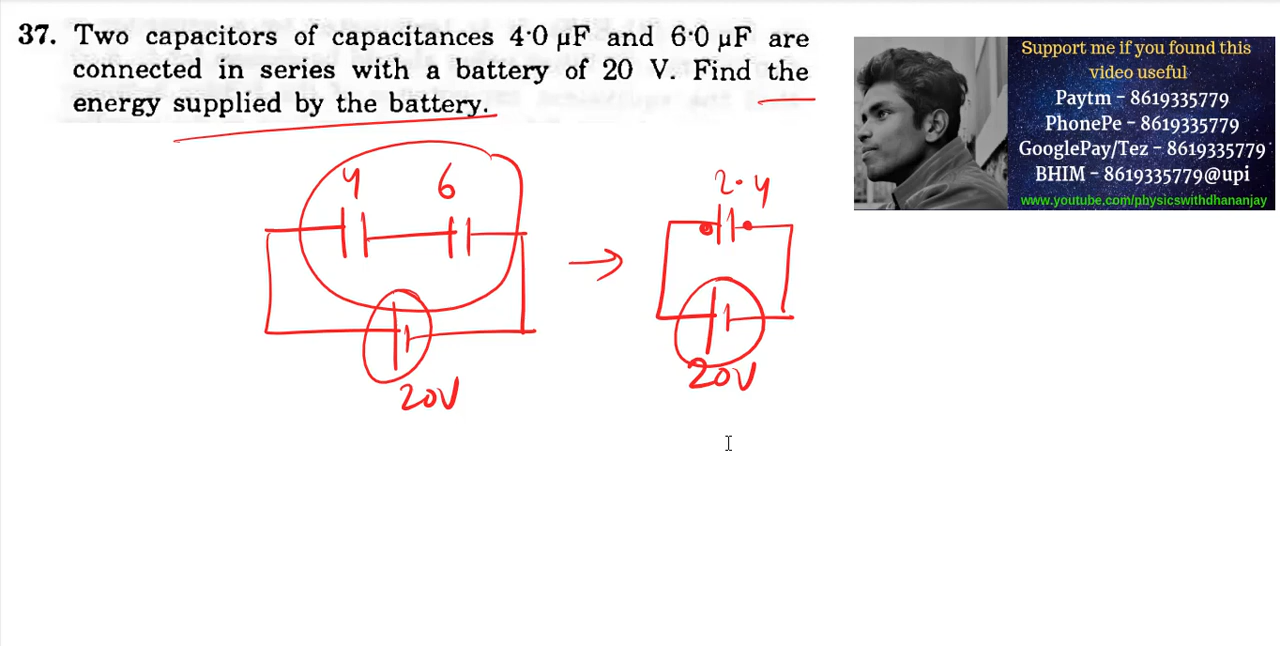 37. Two capacitors of capacitances 4·0 μF and 6·0 μF are
connected in series with a battery of 20 V. Find the
energy supplied by the battery.
Support me if you found this
video useful
Paytm – 8619335779
PhonePe – 8619335779
GooglePay/Tez – 8619335779
BHIM – 8619335779@upi
www.youtube.com/physicswithdhananjay
4 6
20V
2·4
20V